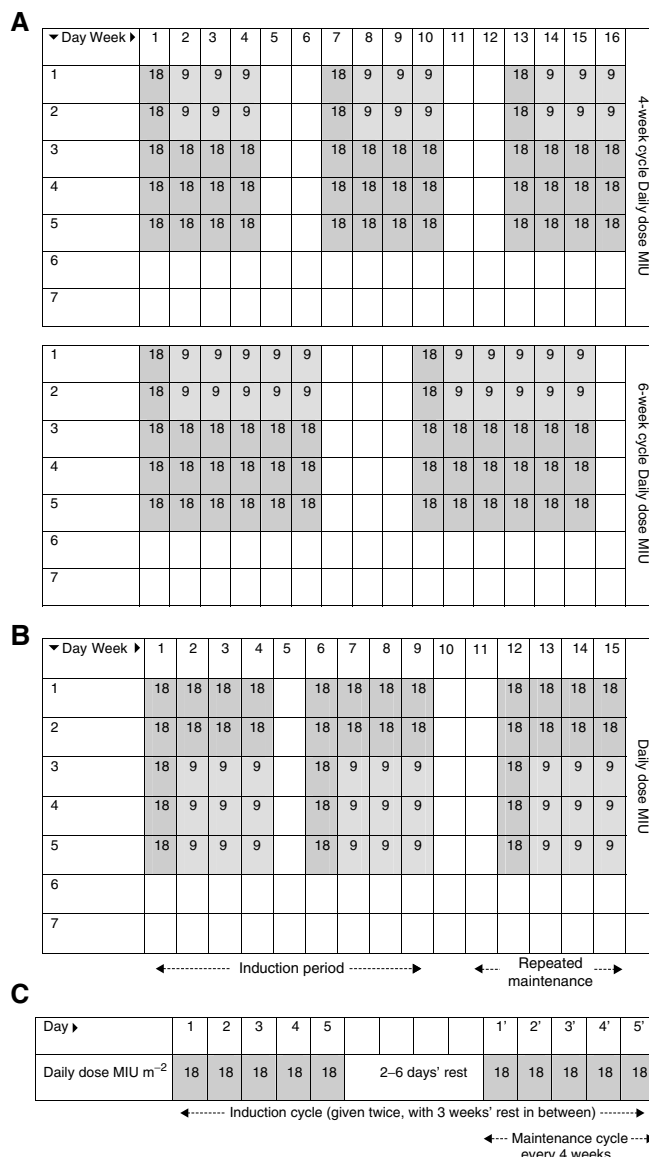 A
Day Week 1 2 3 4 5 6 7 8 9 10 11 12 13 14 15 16
1 18 9 9 9 18 9 9 9 18 9 9 9
2 18 9 9 9 18 9 9 9 18 9 9 9
3 18 18 18 18 18 18 18 18 18 18 18 18
4 18 18 18 18 18 18 18 18 18 18 18 18
5 18 18 18 18 18 18 18 18 18 18 18 18
6
7
4-week cycle Daily dose MIU
1 18 9 9 9 9 9 18 9 9 9 9 9
2 18 9 9 9 9 9 18 9 9 9 9 9
3 18 18 18 18 18 18 18 18 18 18 18 18
4 18 18 18 18 18 18 18 18 18 18 18 18
5 18 18 18 18 18 18 18 18 18 18 18 18
6
7
6-week cycle Daily dose MIU
B
Day Week 1 2 3 4 5 6 7 8 9 10 11 12 13 14 15
1 18 18 18 18 18 18 18 18 18 18 18 18
2 18 18 18 18 18 18 18 18 18 18 18 18
3 18 9 9 9 18 9 9 9 18 9 9 9
4 18 9 9 9 18 9 9 9 18 9 9 9
5 18 9 9 9 18 9 9 9 18 9 9 9
6
7
Daily dose MIU
Induction period
Repeated
maintenance
C
Day 1 2 3 4 5 1' 2' 3' 4' 5'
Daily dose MIU m⁻² 18 18 18 18 18 2–6 days' rest 18 18 18 18 18
Induction cycle (given twice, with 3 weeks' rest in between)
Maintenance cycle
every 4 weeks